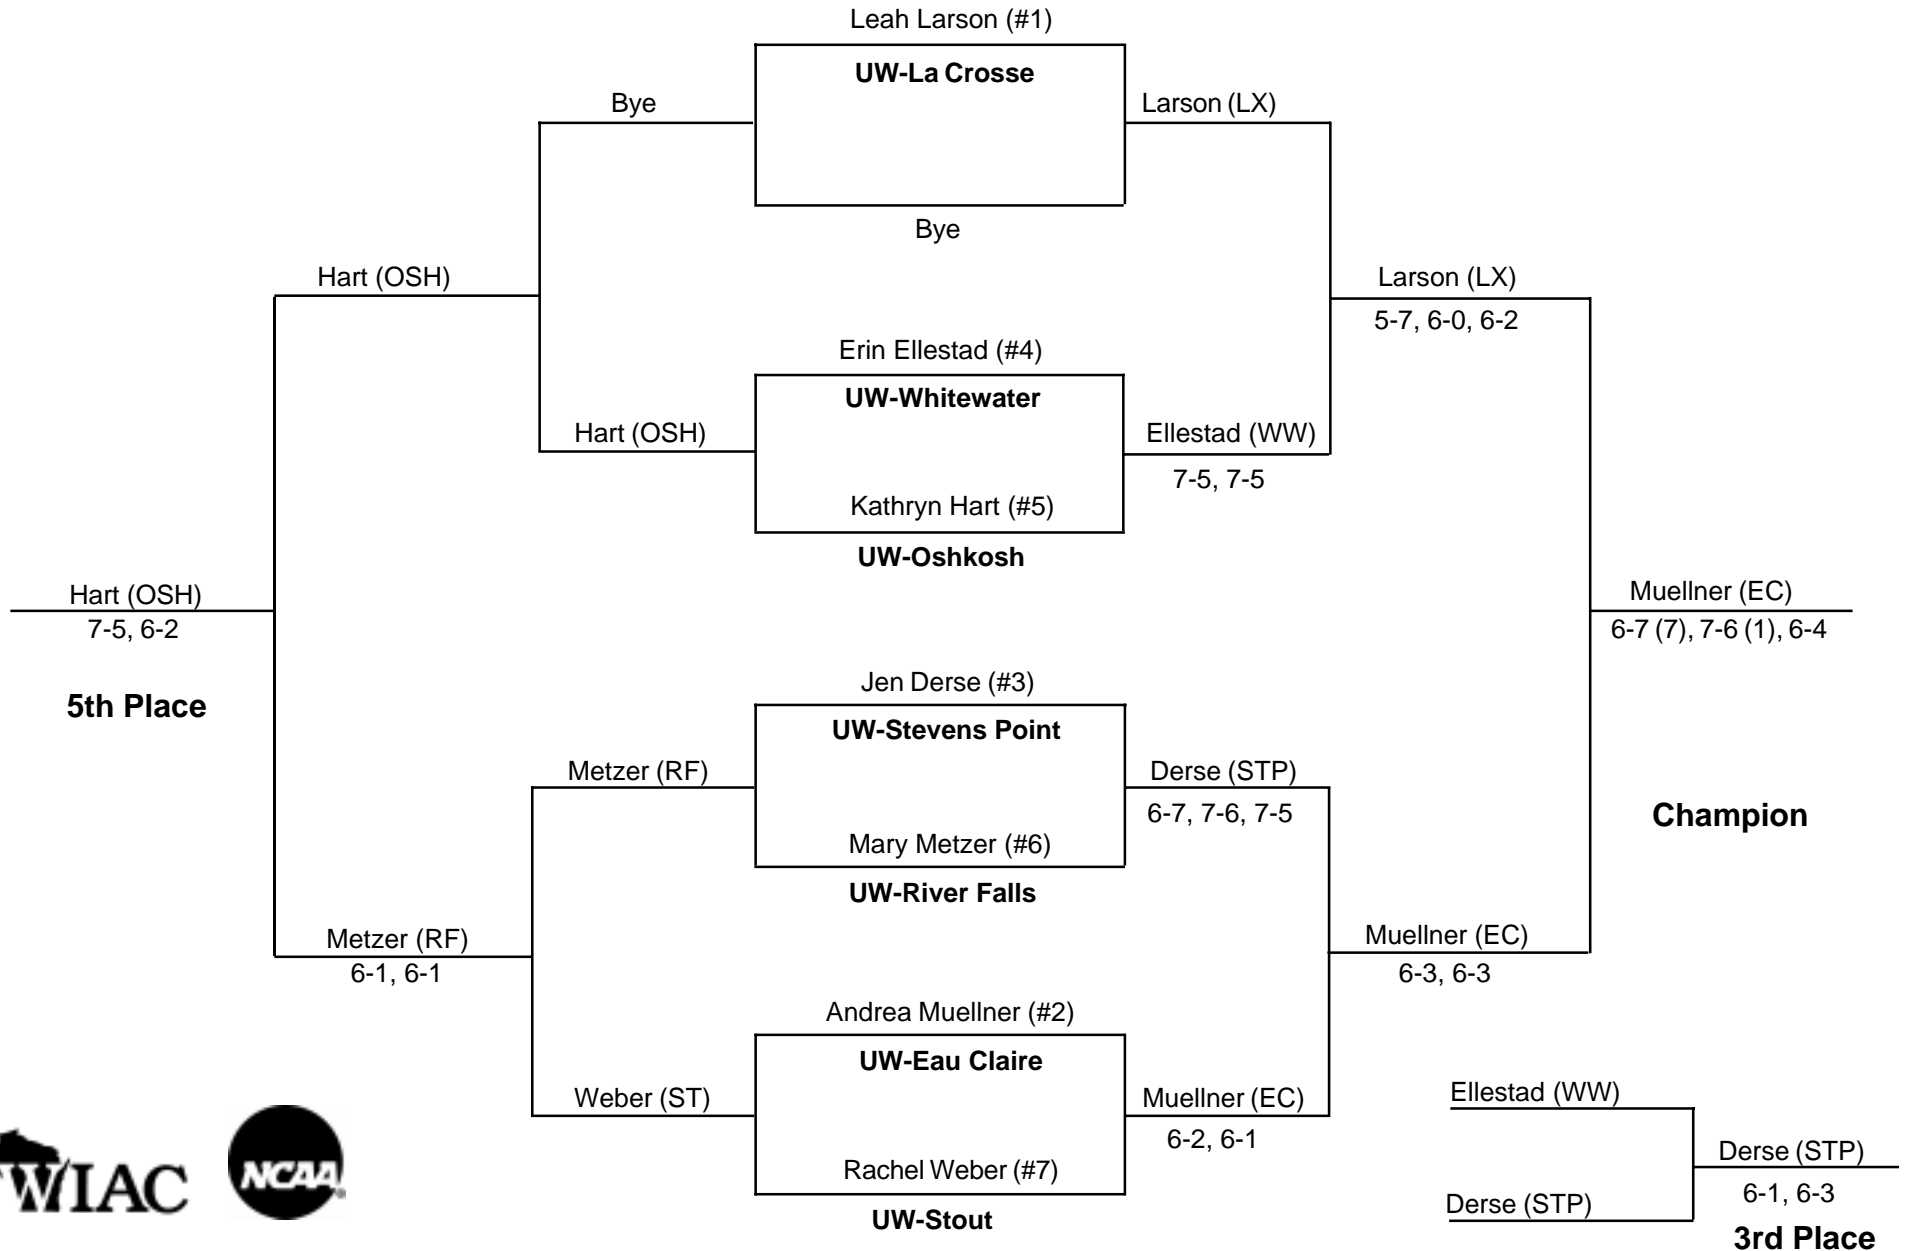 Leah Larson (#1)
UW-La Crosse
Bye
Larson (LX)
Bye
Hart (OSH)
Larson (LX)
5-7, 6-0, 6-2
Erin Ellestad (#4)
UW-Whitewater
Hart (OSH)
Ellestad (WW)
7-5, 7-5
Kathryn Hart (#5)
UW-Oshkosh
Hart (OSH)
7-5, 6-2
5th Place
Muellner (EC)
6-7 (7), 7-6 (1), 6-4
Champion
Jen Derse (#3)
UW-Stevens Point
Metzer (RF)
Derse (STP)
6-7, 7-6, 7-5
Mary Metzer (#6)
UW-River Falls
Metzer (RF)
6-1, 6-1
Muellner (EC)
6-3, 6-3
Andrea Muellner (#2)
UW-Eau Claire
Weber (ST)
Muellner (EC)
6-2, 6-1
Rachel Weber (#7)
UW-Stout
Ellestad (WW)
Derse (STP)
Derse (STP)
6-1, 6-3
3rd Place
WIAC
NCAA